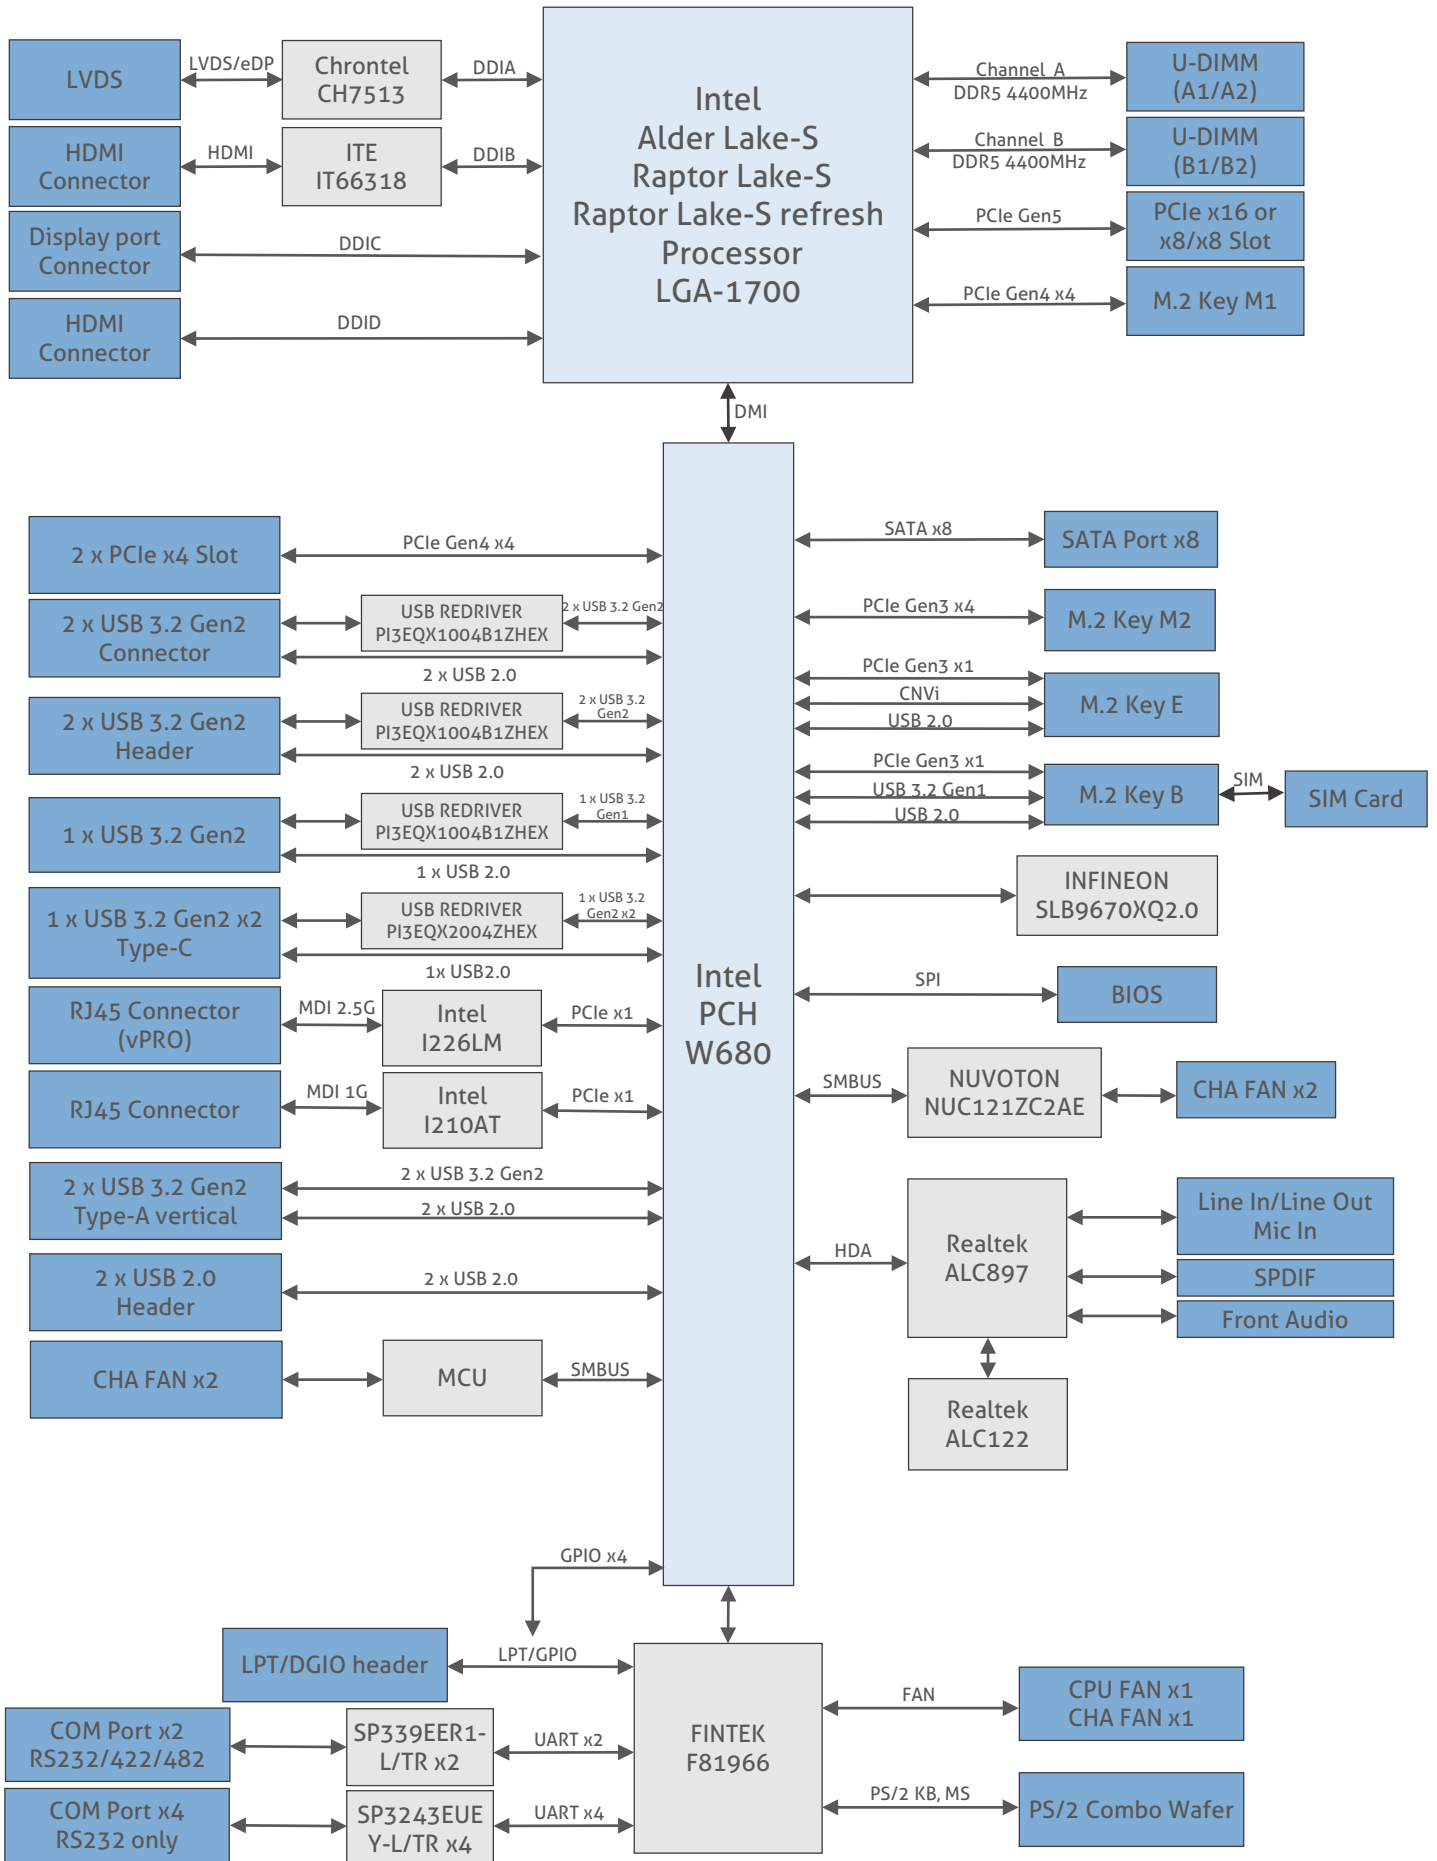 LVDS
LVDS/eDP
Chrontel
CH7513
DDIA
HDMI
Connector
HDMI
ITE
IT66318
DDIB
Display port
Connector
DDIC
HDMI
Connector
DDID
Intel
Alder Lake-S
Raptor Lake-S
Raptor Lake-S refresh
Processor
LGA-1700
Channel A
DDR5 4400MHz
U-DIMM
(A1/A2)
Channel B
DDR5 4400MHz
U-DIMM
(B1/B2)
PCIe Gen5
PCIe x16 or
x8/x8 Slot
PCIe Gen4 x4
M.2 Key M1
DMI
2 x PCIe x4 Slot
PCIe Gen4 x4
2 x USB 3.2 Gen2
Connector
USB REDRIVER
PI3EQX1004B1ZHEX
2 x USB 3.2 Gen2
2 x USB 2.0
2 x USB 3.2 Gen2
Header
USB REDRIVER
PI3EQX1004B1ZHEX
2 x USB 3.2
Gen2
2 x USB 2.0
1 x USB 3.2 Gen2
USB REDRIVER
PI3EQX1004B1ZHEX
1 x USB 3.2
Gen1
1 x USB 2.0
1 x USB 3.2 Gen2 x2
Type-C
USB REDRIVER
PI3EQX2004ZHEX
1 x USB 3.2
Gen2 x2
1x USB2.0
RJ45 Connector
(vPRO)
MDI 2.5G
Intel
I226LM
PCIe x1
RJ45 Connector
MDI 1G
Intel
I210AT
PCIe x1
2 x USB 3.2 Gen2
Type-A vertical
2 x USB 3.2 Gen2
2 x USB 2.0
2 x USB 2.0
Header
2 x USB 2.0
CHA FAN x2
MCU
SMBUS
Intel
PCH
W680
SATA x8
SATA Port x8
PCIe Gen3 x4
M.2 Key M2
PCIe Gen3 x1
CNVi
USB 2.0
M.2 Key E
PCIe Gen3 x1
USB 3.2 Gen1
USB 2.0
M.2 Key B
SIM
SIM Card
INFINEON
SLB9670XQ2.0
SPI
BIOS
SMBUS
NUVOTON
NUC121ZC2AE
CHA FAN x2
HDA
Realtek
ALC897
Line In/Line Out
Mic In
SPDIF
Front Audio
Realtek
ALC122
GPIO x4
LPT/DGIO header
LPT/GPIO
COM Port x2
RS232/422/482
SP339EER1-
L/TR x2
UART x2
COM Port x4
RS232 only
SP3243EUE
Y-L/TR x4
UART x4
FINTEK
F81966
FAN
CPU FAN x1
CHA FAN x1
PS/2 KB, MS
PS/2 Combo Wafer